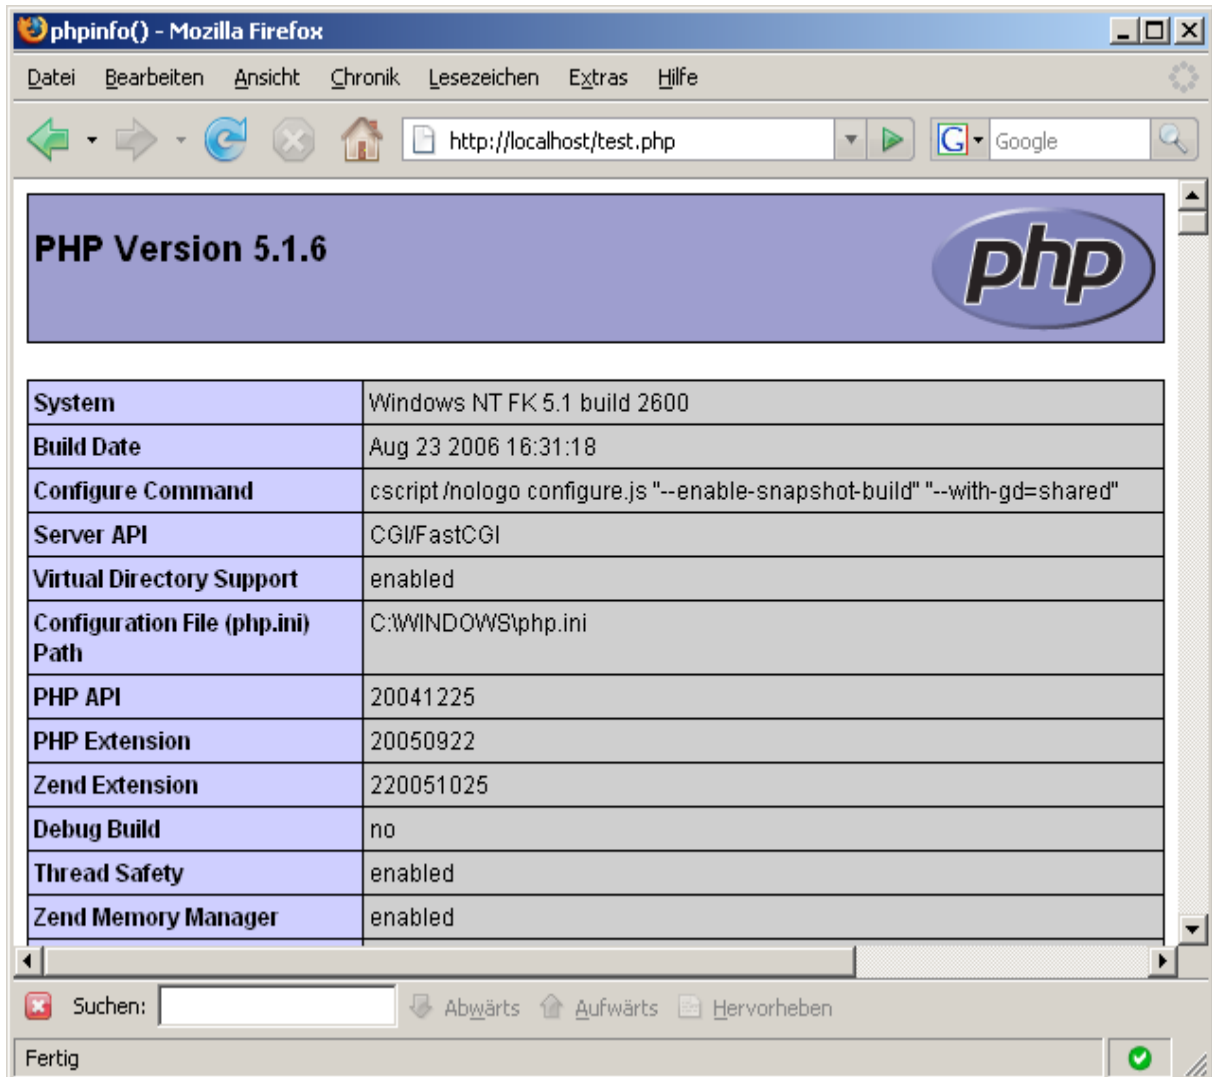 phpinfo() - Mozilla Firefox
Datei Bearbeiten Ansicht Chronik Lesezeichen Extras Hilfe
http://localhost/test.php G Google
PHP Version 5.1.6
php
System Windows NT FK 5.1 build 2600
Build Date Aug 23 2006 16:31:18
Configure Command cscript /nologo configure.js "--enable-snapshot-build" "--with-gd=shared"
Server API CGI/FastCGI
Virtual Directory Support enabled
Configuration File (php.ini) C:\WINDOWS\php.ini
Path
PHP API 20041225
PHP Extension 20050922
Zend Extension 220051025
Debug Build no
Thread Safety enabled
Zend Memory Manager enabled
Suchen: Abwärts Aufwärts Hervorheben
Fertig